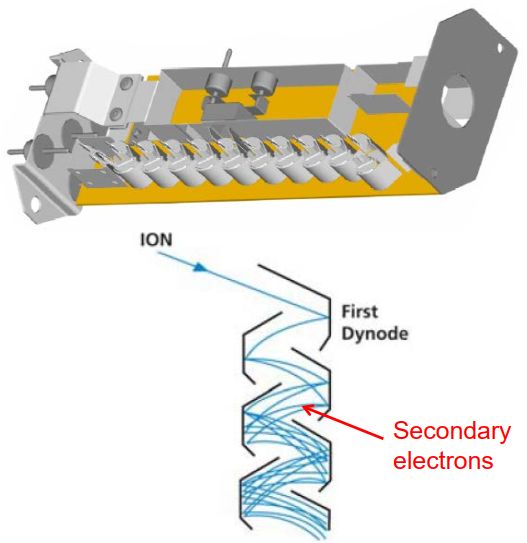 ION
First
Dynode
Secondary
electrons